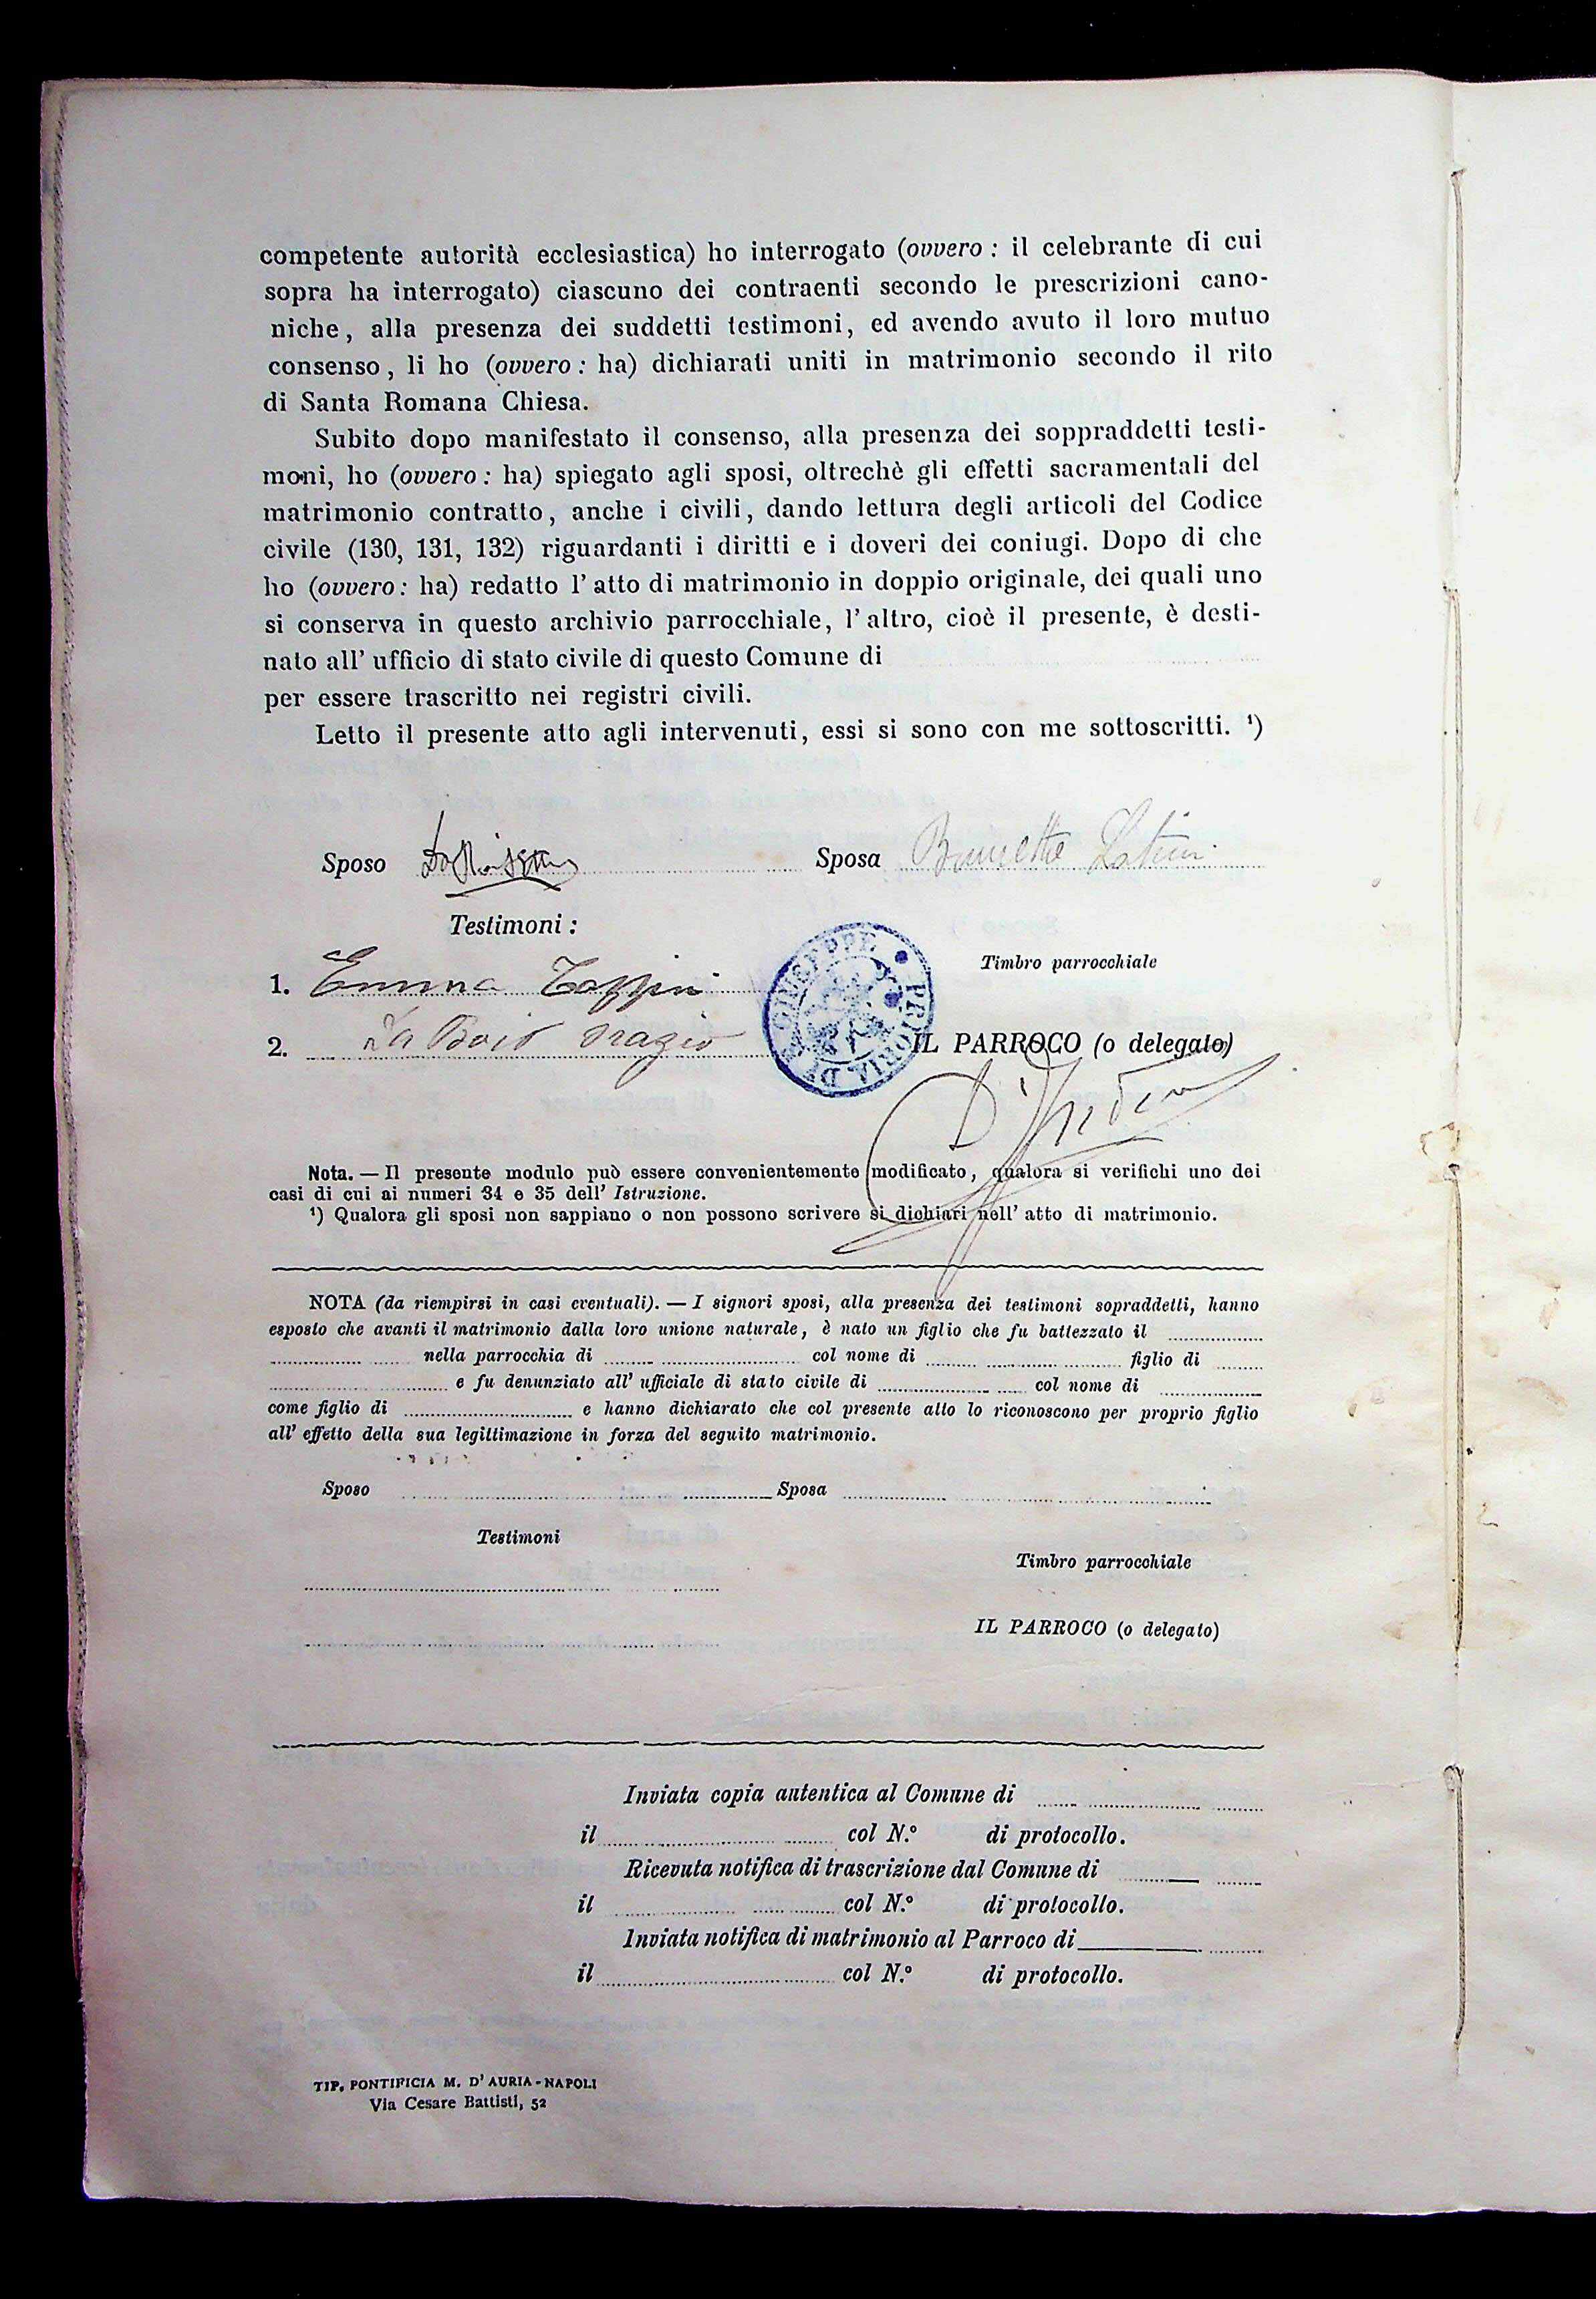 competente autorità ecclesiastica) ho interrogato (ovvero : il celebrante di cui
sopra ha interrogato) ciascuno dei contraenti secondo le prescrizioni cano-
niche, alla presenza dei suddetti testimoni, ed avendo avuto il loro mutuo
consenso, li ho (ovvero : ha) dichiarati uniti in matrimonio secondo il rito
di Santa Romana Chiesa.
Subito dopo manifestato il consenso, alla presenza dei soppraddetti testi-
moni, ho (ovvero : ha) spiegato agli sposi, oltrechè gli effetti sacramentali del
matrimonio contratto, anche i civili, dando lettura degli articoli del Codice
civile (130, 131, 132) riguardanti i diritti e i doveri dei coniugi. Dopo di che
ho (ovvero : ha) redatto l' atto di matrimonio in doppio originale, dei quali uno
si conserva in questo archivio parrocchiale, l' altro, cioè il presente, è desti-
nato all' ufficio di stato civile di questo Comune di
per essere trascritto nei registri civili.
Letto il presente atto agli intervenuti, essi si sono con me sottoscritti. ¹)
Sposo Sposa Brunetta Latini
Testimoni :
Timbro parrocchiale
1. Emma
2. Orazio
PRIORIA DI S. GIUSEPPE
IL PARROCO (o delegato)
Nota. — Il presente modulo può essere convenientemente modificato, qualora si verifichi uno dei
casi di cui ai numeri 34 e 35 dell' Istruzione.
¹) Qualora gli sposi non sappiano o non possono scrivere si dichiari nell' atto di matrimonio.
NOTA (da riempirsi in casi eventuali). — I signori sposi, alla presenza dei testimoni sopraddetti, hanno
esposto che avanti il matrimonio dalla loro unione naturale, è nato un figlio che fu battezzato il
nella parrocchia di col nome di figlio di
e fu denunziato all' ufficiale di stato civile di col nome di
come figlio di e hanno dichiarato che col presente atto lo riconoscono per proprio figlio
all' effetto della sua legittimazione in forza del seguito matrimonio.
Sposo Sposa
Testimoni
Timbro parrocchiale
IL PARROCO (o delegato)
Inviata copia autentica al Comune di
il col N.º di protocollo.
Ricevuta notifica di trascrizione dal Comune di
il col N.º di protocollo.
Inviata notifica di matrimonio al Parroco di
il col N.º di protocollo.
TIP. PONTIFICIA M. D' AURIA - NAPOLI
Via Cesare Battisti, 52